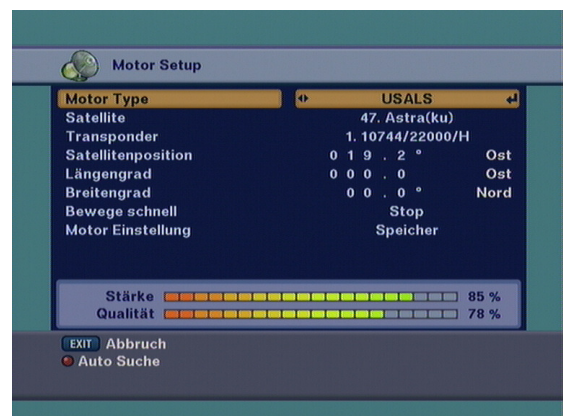 Motor Setup
Motor Type USALS
Satellite 47. Astra(ku)
Transponder 1. 10744/22000/H
Satellitenposition 0 1 9 . 2 ° Ost
Längengrad 0 0 0 . 0 Ost
Breitengrad 0 0 . 0 ° Nord
Bewege schnell Stop
Motor Einstellung Speicher
Stärke 85 %
Qualität 78 %
EXIT Abbruch
Auto Suche